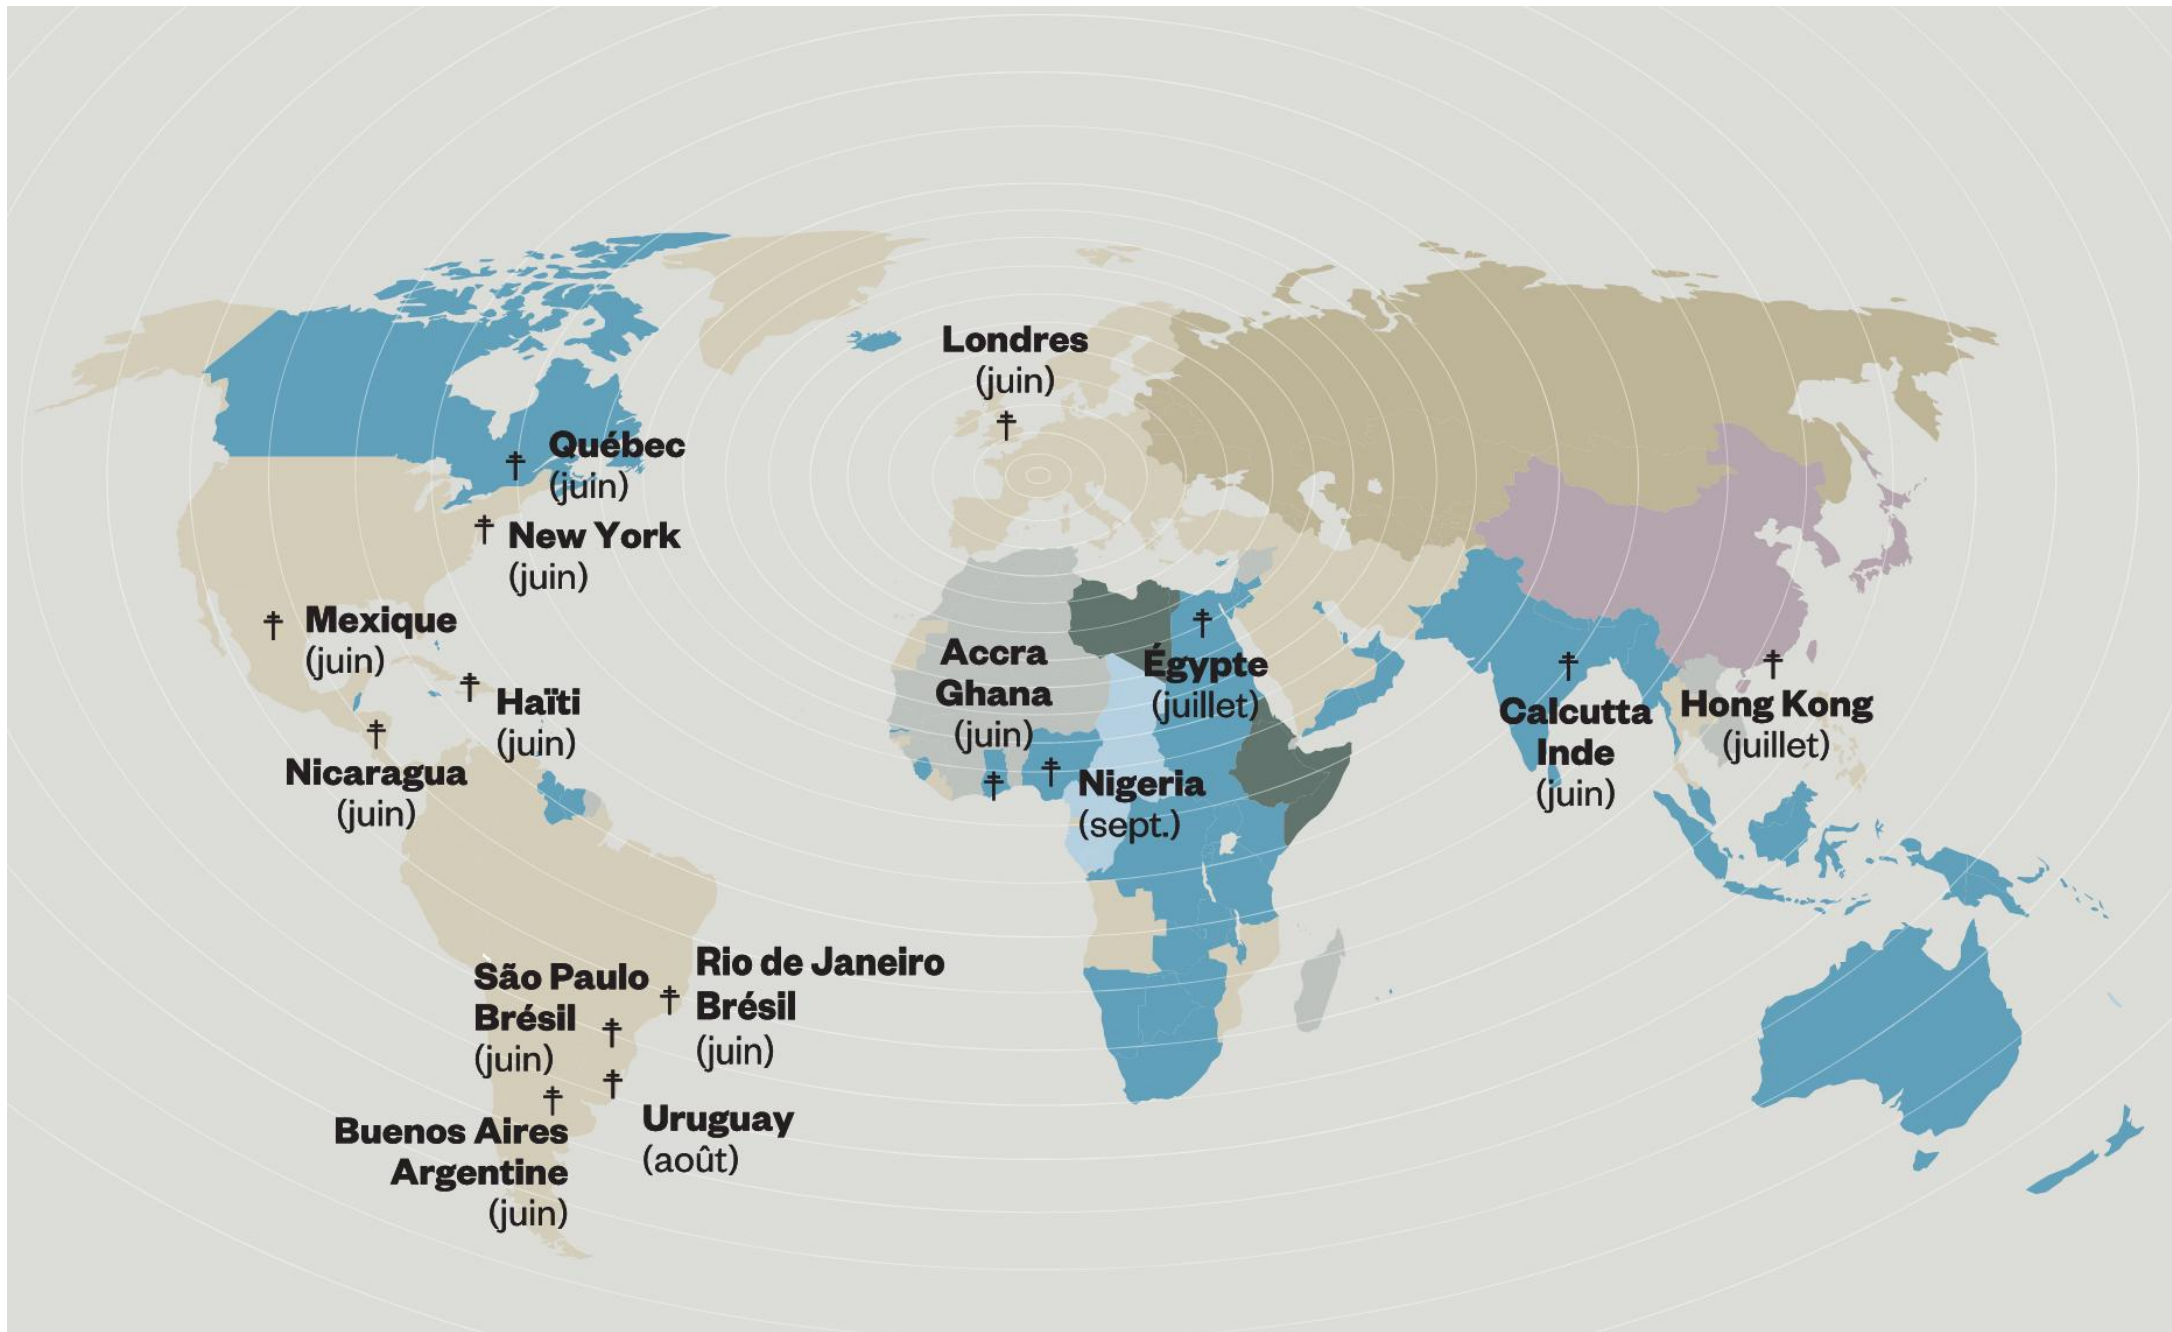 Londres
(juin)
Québec
(juin)
New York
(juin)
Mexique
(juin)
Haïti
(juin)
Nicaragua
(juin)
Accra
Ghana
(juin)
Égypte
(juillet)
Nigeria
(sept.)
Calcutta
Inde
(juin)
Hong Kong
(juillet)
São Paulo
Brésil
(juin)
Rio de Janeiro
Brésil
(juin)
Buenos Aires
Argentine
(juin)
Uruguay
(août)